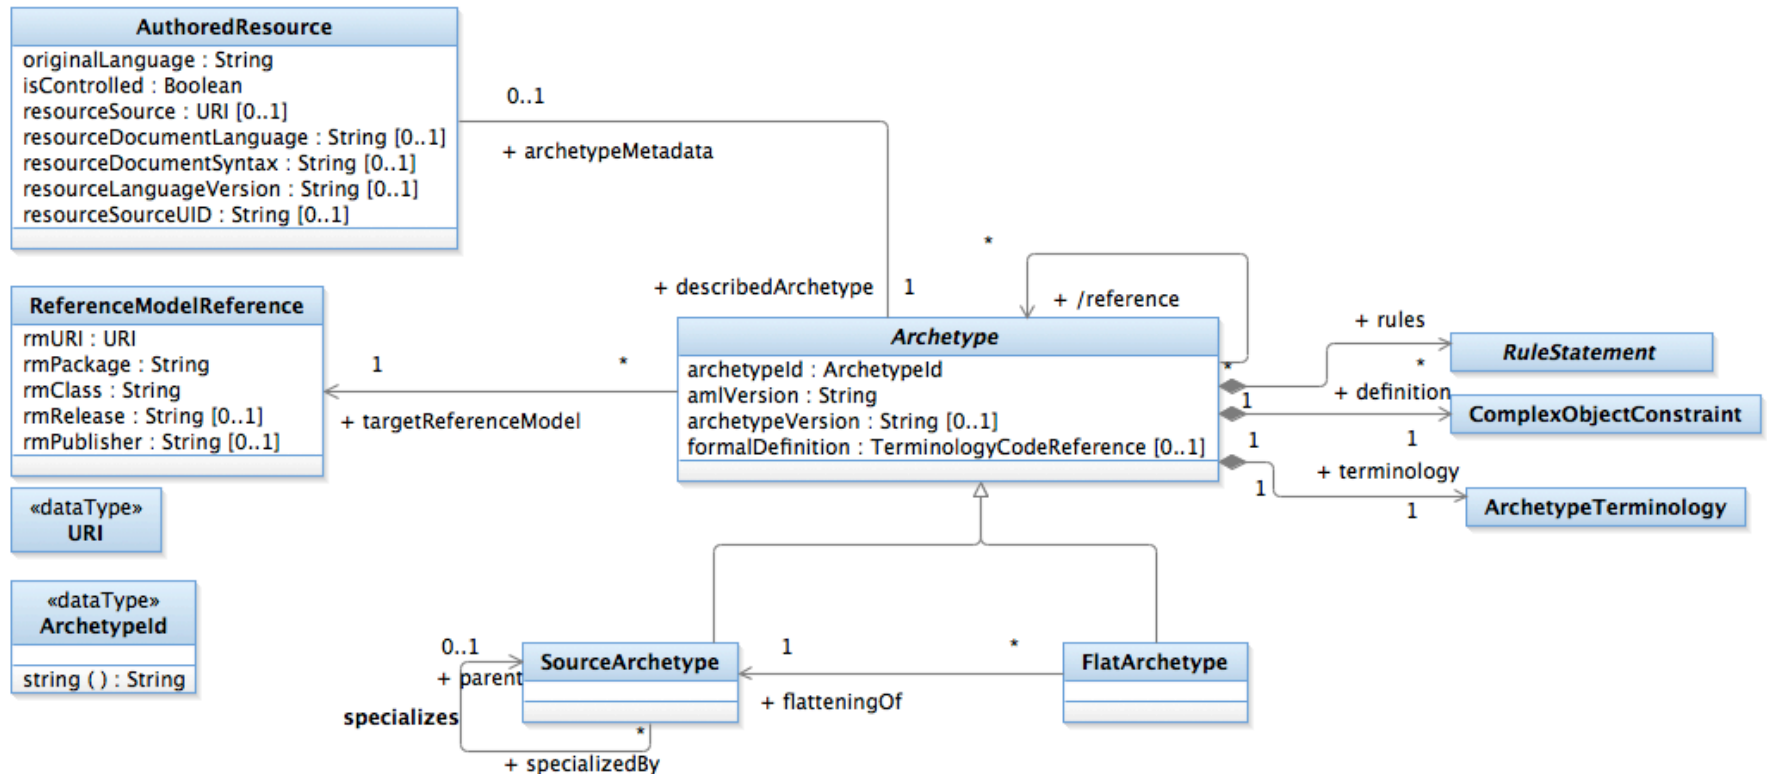 AuthoredResource
originalLanguage : String
isControlled : Boolean
resourceSource : URI [0..1]
resourceDocumentLanguage : String [0..1]
resourceDocumentSyntax : String [0..1]
resourceLanguageVersion : String [0..1]
resourceSourceUID : String [0..1]
0..1
+ archetypeMetadata
+ describedArchetype
1
*
+ /reference
ReferenceModelReference
rmURI : URI
rmPackage : String
rmClass : String
rmRelease : String [0..1]
rmPublisher : String [0..1]
1
*
+ targetReferenceModel
Archetype
archetypeId : ArchetypeId
amlVersion : String
archetypeVersion : String [0..1]
formalDefinition : TerminologyCodeReference [0..1]
*
+ rules
*
1
RuleStatement
+ definition
1
1
ComplexObjectConstraint
+ terminology
1
1
ArchetypeTerminology
«dataType»
URI
«dataType»
ArchetypeId
string ( ) : String
0..1
+ parent
specializes
*
+ specializedBy
SourceArchetype
1
*
+ flatteningOf
FlatArchetype